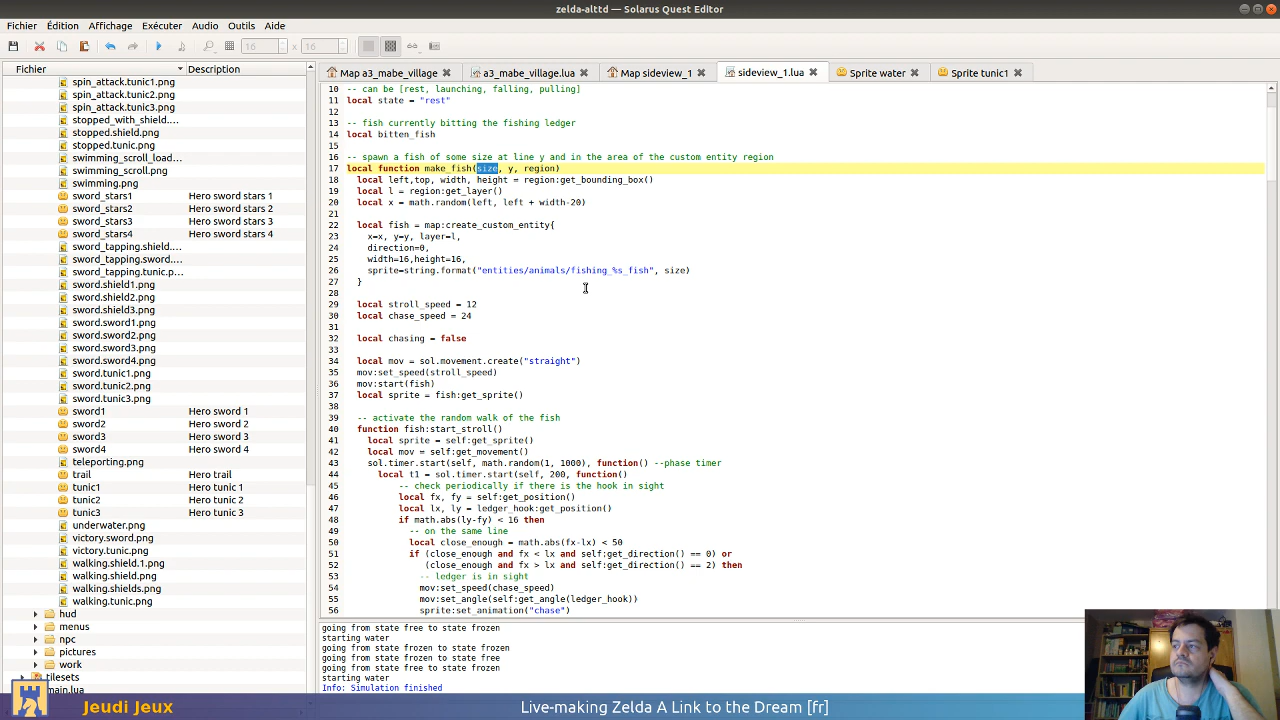 zelda-alttd — Solarus Quest Editor
Fichier Édition Affichage Exécuter Audio Outils Aide
16 x 16
Fichier Description
Map a3_mabe_village a3_mabe_village.lua Map sideview_1 sideview_1.lua Sprite water Sprite tunic1
spin_attack.tunic1.png
spin_attack.tunic2.png
spin_attack.tunic3.png
stopped_with_shield....
stopped.shield.png
stopped.tunic.png
swimming_scroll_load...
swimming_scroll.png
swimming.png
sword_stars1 Hero sword stars 1
sword_stars2 Hero sword stars 2
sword_stars3 Hero sword stars 3
sword_stars4 Hero sword stars 4
sword_tapping.shield....
sword_tapping.sword....
sword_tapping.tunic.p...
sword.shield1.png
sword.shield2.png
sword.shield3.png
sword.sword1.png
sword.sword2.png
sword.sword3.png
sword.sword4.png
sword.tunic1.png
sword.tunic2.png
sword.tunic3.png
sword1 Hero sword 1
sword2 Hero sword 2
sword3 Hero sword 3
sword4 Hero sword 4
teleporting.png
trail Hero trail
tunic1 Hero tunic 1
tunic2 Hero tunic 2
tunic3 Hero tunic 3
underwater.png
victory.sword.png
victory.tunic.png
walking.shield.1.png
walking.shield.png
walking.shields.png
walking.tunic.png
hud
menus
npc
pictures
work
tilesets
main.lua
10 -- can be [rest, launching, falling, pulling]
11 local state = "rest"
12
13 -- fish currently bitting the fishing ledger
14 local bitten_fish
15
16 -- spawn a fish of some size at line y and in the area of the custom entity region
17 local function make_fish(size, y, region)
18 local left,top, width, height = region:get_bounding_box()
19 local l = region:get_layer()
20 local x = math.random(left, left + width-20)
21
22 local fish = map:create_custom_entity{
23 x=x, y=y, layer=l,
24 direction=0,
25 width=16,height=16,
26 sprite=string.format("entities/animals/fishing_%s_fish", size)
27 }
28
29 local stroll_speed = 12
30 local chase_speed = 24
31
32 local chasing = false
33
34 local mov = sol.movement.create("straight")
35 mov:set_speed(stroll_speed)
36 mov:start(fish)
37 local sprite = fish:get_sprite()
38
39 -- activate the random walk of the fish
40 function fish:start_stroll()
41 local sprite = self:get_sprite()
42 local mov = self:get_movement()
43 sol.timer.start(self, math.random(1, 1000), function() --phase timer
44 local t1 = sol.timer.start(self, 200, function()
45 -- check periodically if there is the hook in sight
46 local fx, fy = self:get_position()
47 local lx, ly = ledger_hook:get_position()
48 if math.abs(ly-fy) < 16 then
49 -- on the same line
50 local close_enough = math.abs(fx-lx) < 50
51 if (close_enough and fx < lx and self:get_direction() == 0) or
52 (close_enough and fx > lx and self:get_direction() == 2) then
53 -- ledger is in sight
54 mov:set_speed(chase_speed)
55 mov:set_angle(self:get_angle(ledger_hook))
56 sprite:set_animation("chase")
going from state free to state frozen
starting water
going from state frozen to state frozen
going from state frozen to state free
going from state free to state frozen
starting water
Info: Simulation finished
Jeudi Jeux
Live-making Zelda A Link to the Dream [fr]